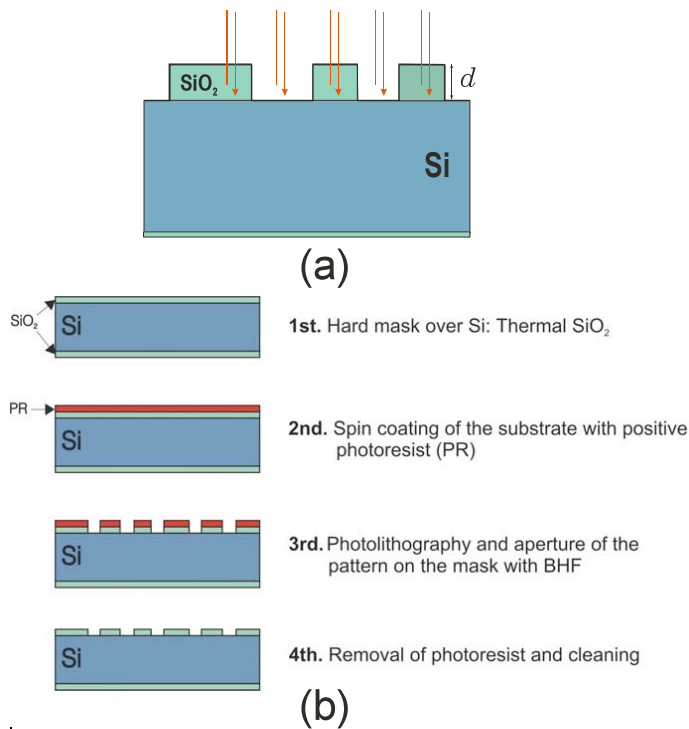 SiO2
d
Si
(a)
SiO2
Si
1st. Hard mask over Si: Thermal SiO2
PR
Si
2nd. Spin coating of the substrate with positive
photoresist (PR)
Si
3rd. Photolithography and aperture of the
pattern on the mask with BHF
Si
4th. Removal of photoresist and cleaning
(b)